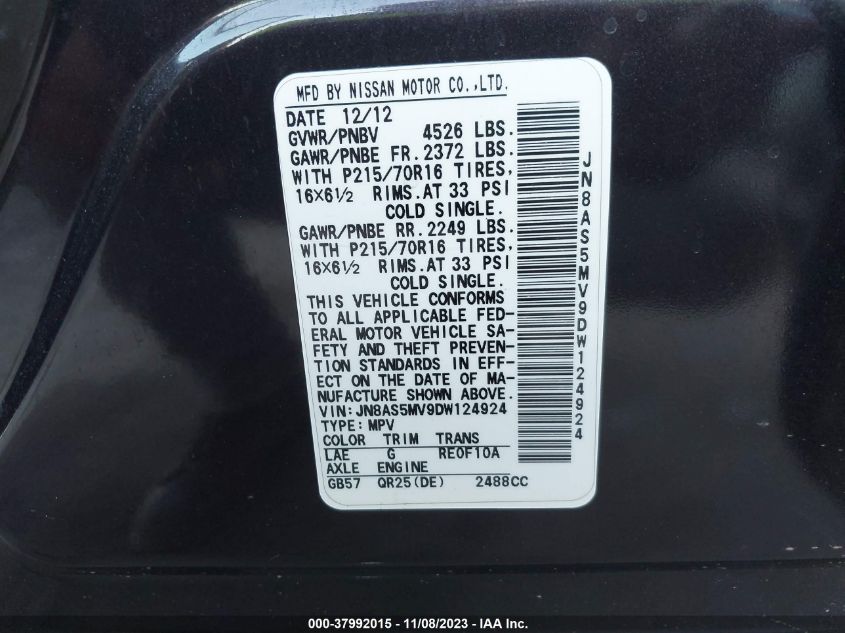 MFD BY NISSAN MOTOR CO.,LTD.
DATE 12/12
GVWR/PNBV 4526 LBS.
GAWR/PNBE FR.2372 LBS.
WITH P215/70R16 TIRES,
16×6½ RIMS.AT 33 PSI
COLD SINGLE.
GAWR/PNBE RR.2249 LBS.
WITH P215/70R16 TIRES,
16×6½ RIMS.AT 33 PSI
COLD SINGLE.
THIS VEHICLE CONFORMS
TO ALL APPLICABLE FED-
ERAL MOTOR VEHICLE SA-
FETY AND THEFT PREVEN-
TION STANDARDS IN EFF-
ECT ON THE DATE OF MA-
NUFACTURE SHOWN ABOVE.
VIN:JN8AS5MV9DW124924
TYPE:MPV
COLOR TRIM TRANS
LAE G RE0F10A
AXLE ENGINE
GB57 QR25(DE) 2488CC
JN8AS5MV9DW124924
000-37992015 - 11/08/2023 - IAA Inc.